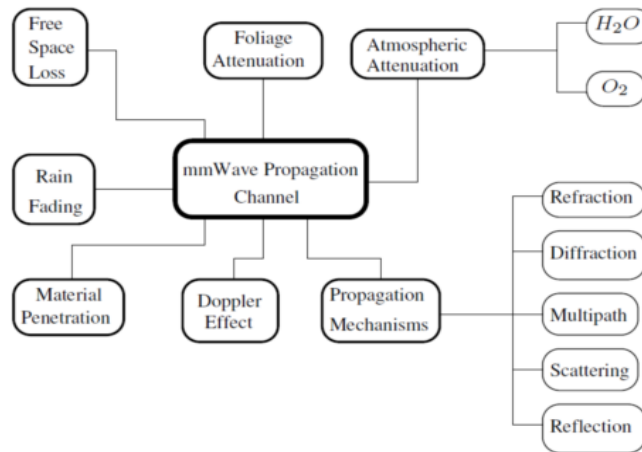 Free
Space
Loss
Foliage
Attenuation
Atmospheric
Attenuation
H₂O
O₂
mmWave Propagation
Channel
Rain
Fading
Material
Penetration
Doppler
Effect
Propagation
Mechanisms
Refraction
Diffraction
Multipath
Scattering
Reflection